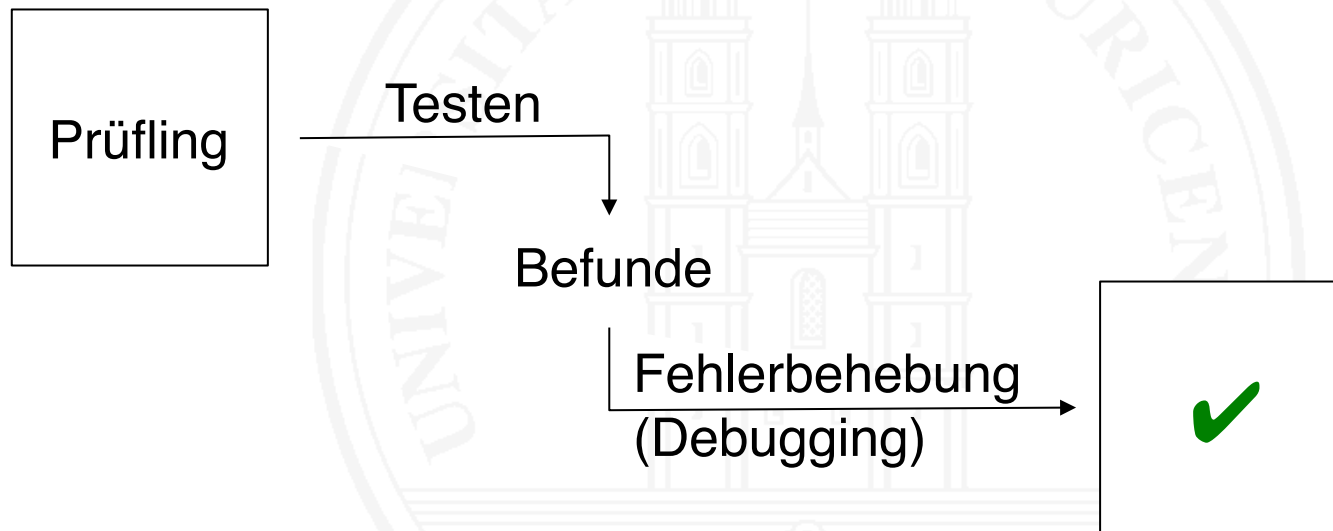 Prüfling
Testen
Befunde
Fehlerbehebung
(Debugging)
✔